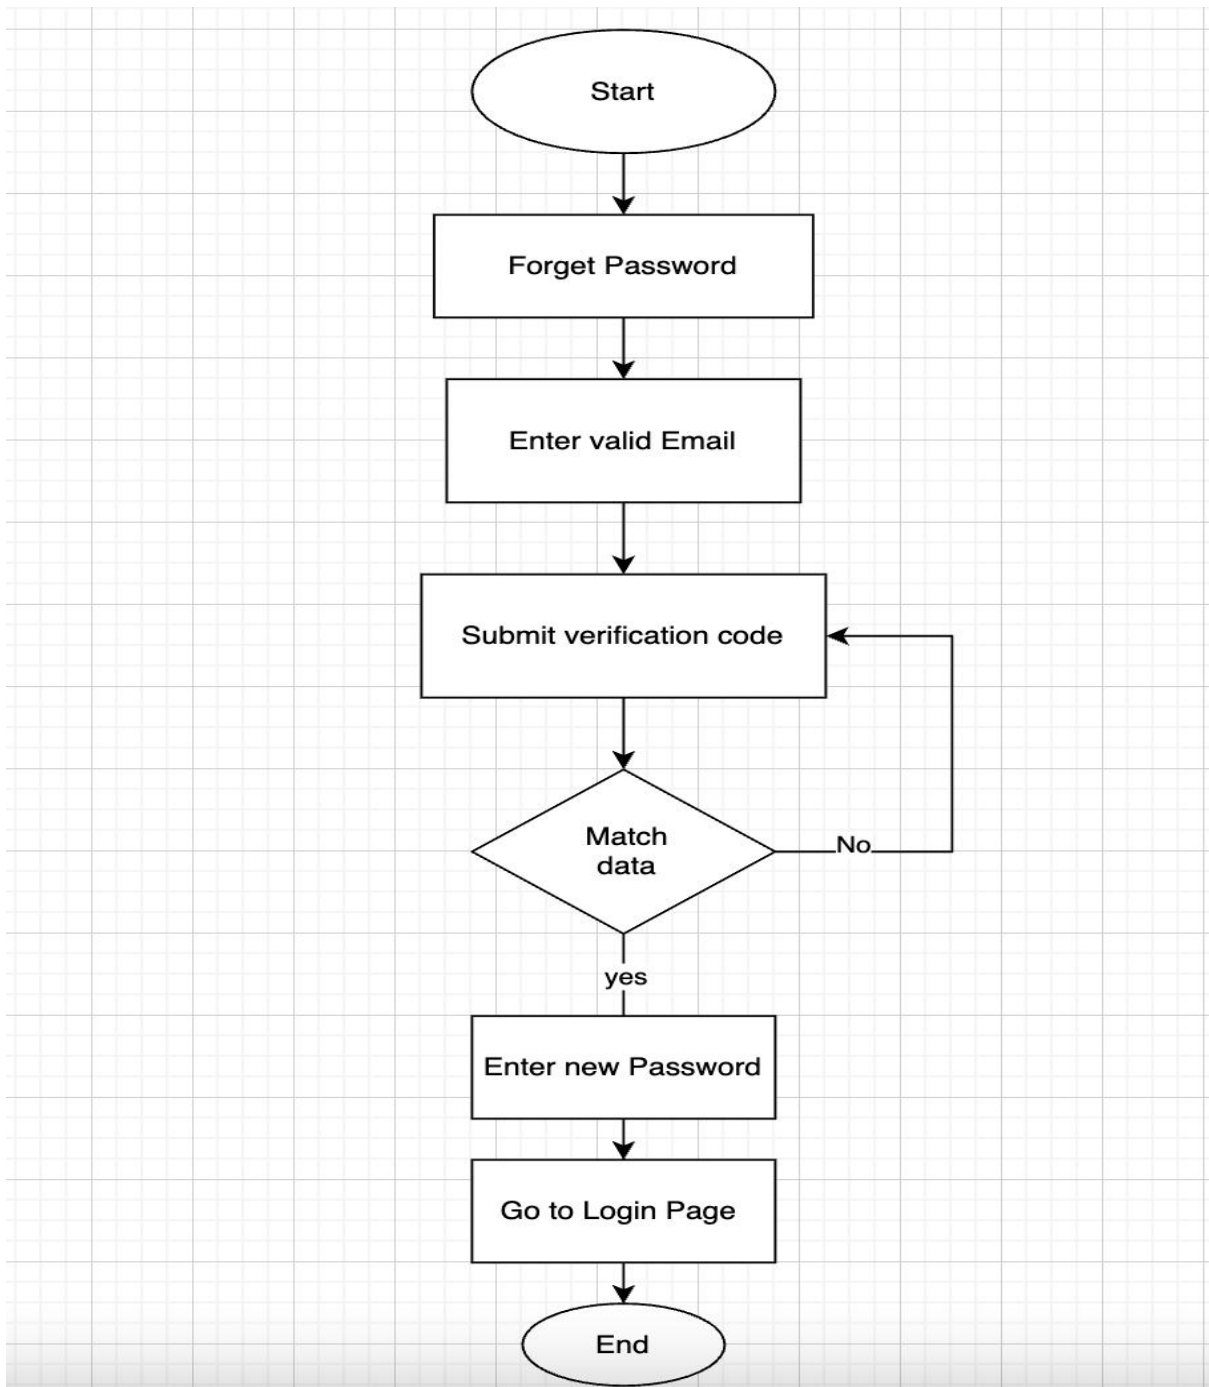 Start
Forget Password
Enter valid Email
Submit verification code
Match
data
No
yes
Enter new Password
Go to Login Page
End